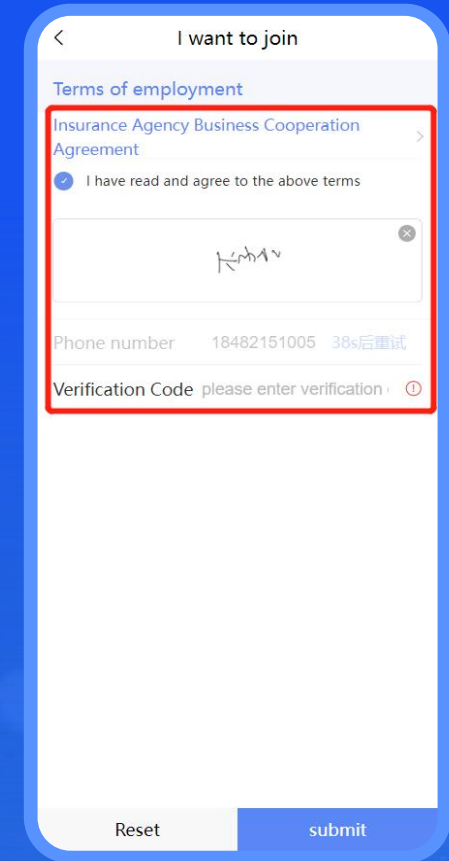 I want to join
Terms of employment
Insurance Agency Business Cooperation
Agreement
I have read and agree to the above terms
Phone number 18482151005 38s后重试
Verification Code please enter verification
Reset submit